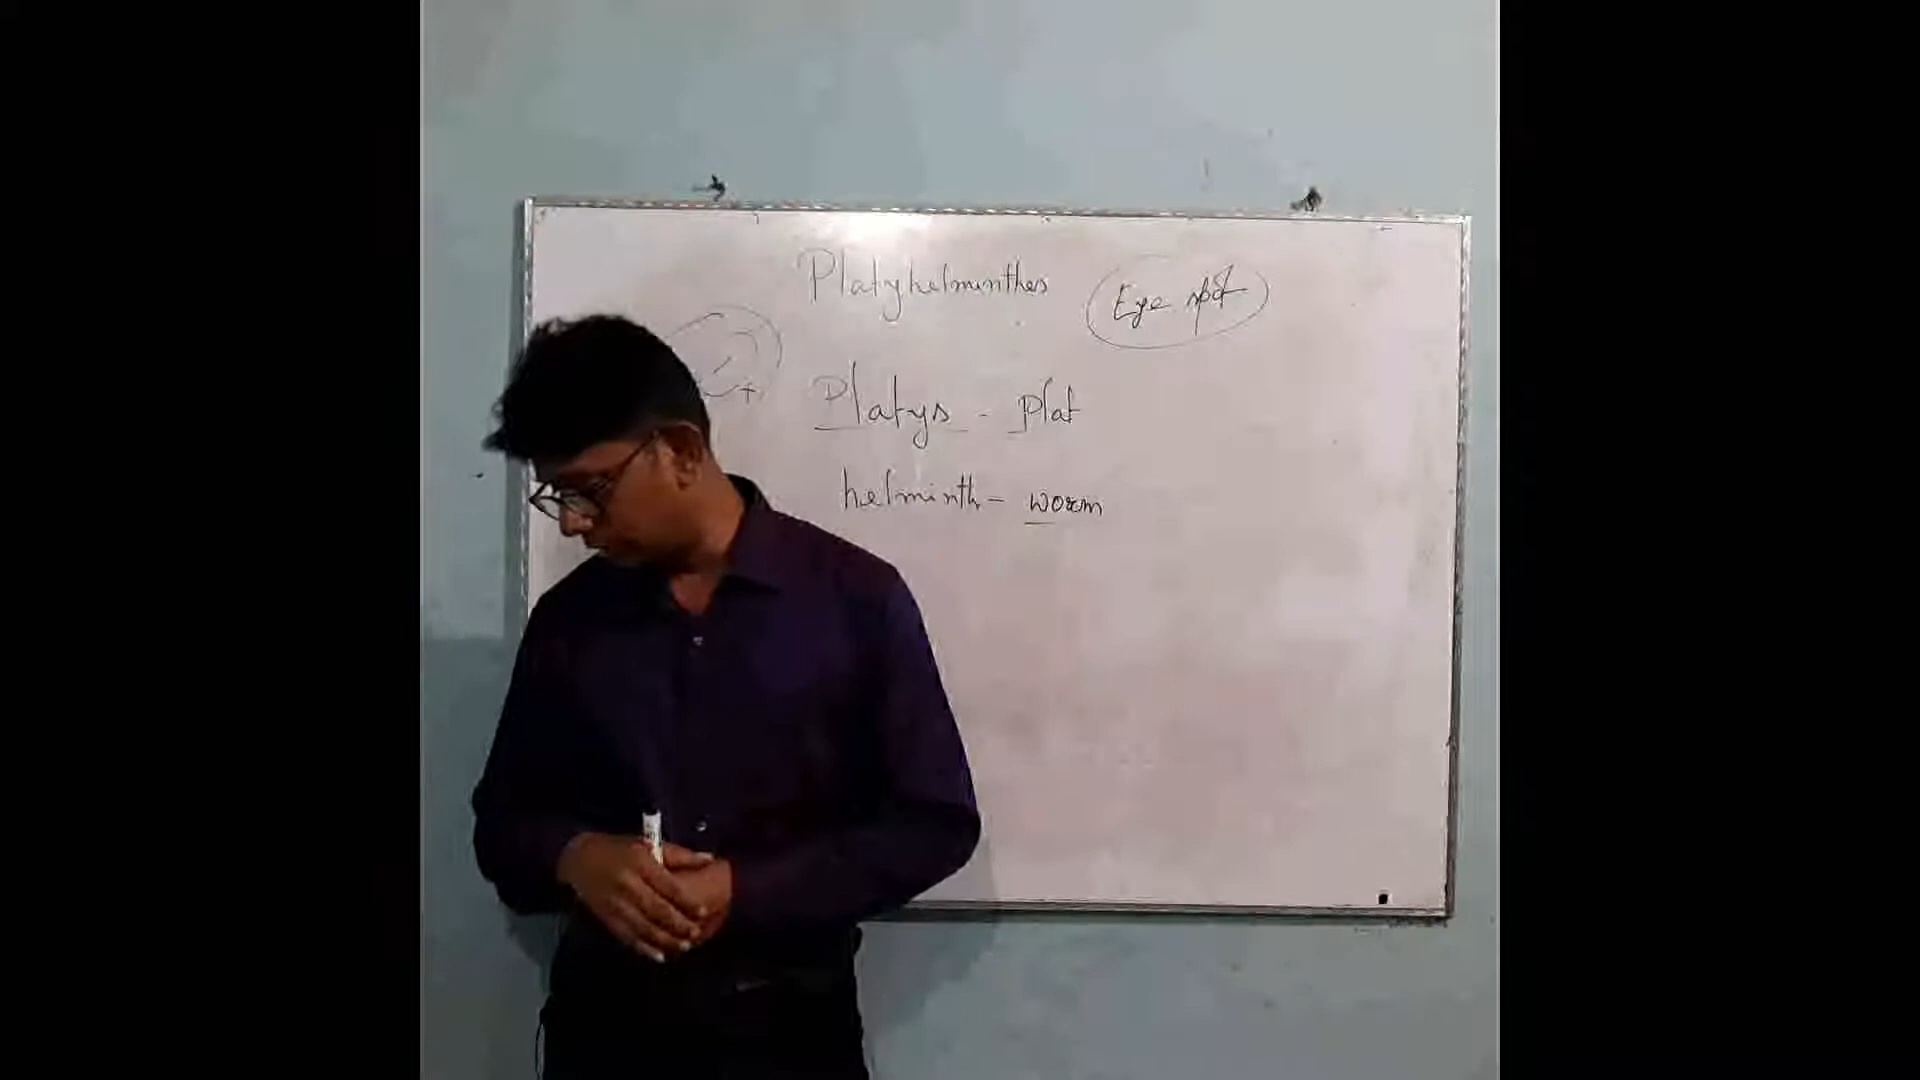 Platyhelminthes
Eye spot
Platys - plat
helminth - worm